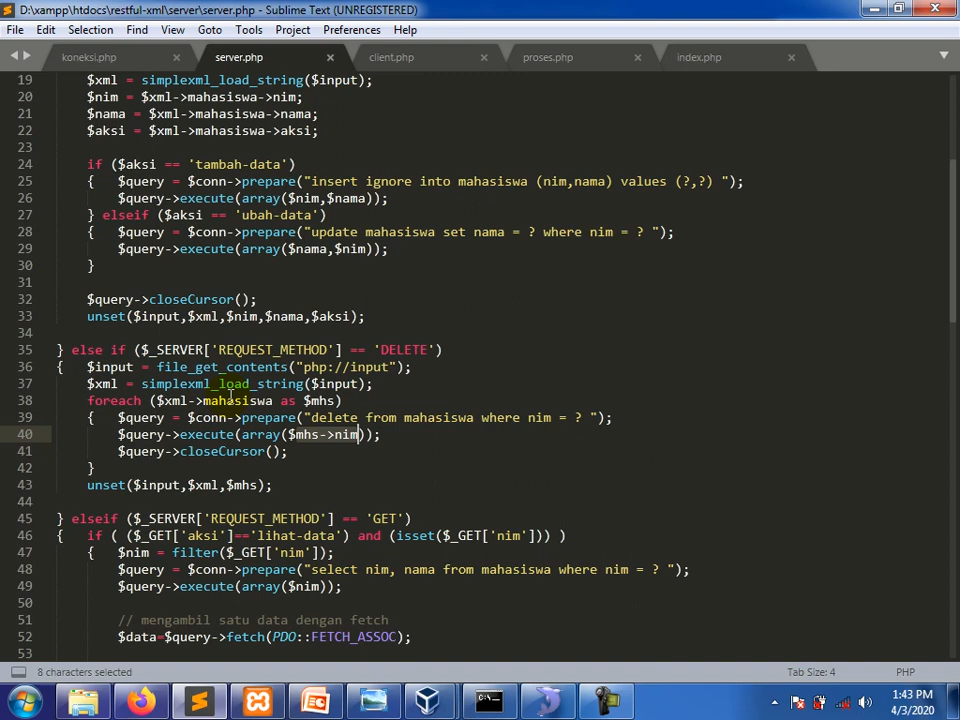 D:\xampp\htdocs\restful-xml\server\server.php - Sublime Text (UNREGISTERED)
File Edit Selection Find View Goto Tools Project Preferences Help
koneksi.php server.php client.php proses.php index.php
19 $xml = simplexml_load_string($input);
20 $nim = $xml->mahasiswa->nim;
21 $nama = $xml->mahasiswa->nama;
22 $aksi = $xml->mahasiswa->aksi;
23
24 if ($aksi == 'tambah-data')
25 { $query = $conn->prepare("insert ignore into mahasiswa (nim,nama) values (?,?) ");
26 $query->execute(array($nim,$nama));
27 } elseif ($aksi == 'ubah-data')
28 { $query = $conn->prepare("update mahasiswa set nama = ? where nim = ? ");
29 $query->execute(array($nama,$nim));
30 }
31
32 $query->closeCursor();
33 unset($input,$xml,$nim,$nama,$aksi);
34
35 } else if ($_SERVER['REQUEST_METHOD'] == 'DELETE')
36 { $input = file_get_contents("php://input");
37 $xml = simplexml_load_string($input);
38 foreach ($xml->mahasiswa as $mhs)
39 { $query = $conn->prepare("delete from mahasiswa where nim = ? ");
40 $query->execute(array($mhs->nim));
41 $query->closeCursor();
42 }
43 unset($input,$xml,$mhs);
44
45 } elseif ($_SERVER['REQUEST_METHOD'] == 'GET')
46 { if ( ($_GET['aksi']=='lihat-data') and (isset($_GET['nim'])) )
47 { $nim = filter($_GET['nim']);
48 $query = $conn->prepare("select nim, nama from mahasiswa where nim = ? ");
49 $query->execute(array($nim));
50
51 // mengambil satu data dengan fetch
52 $data=$query->fetch(PDO::FETCH_ASSOC);
53
8 characters selected Tab Size: 4 PHP
1:43 PM
4/3/2020